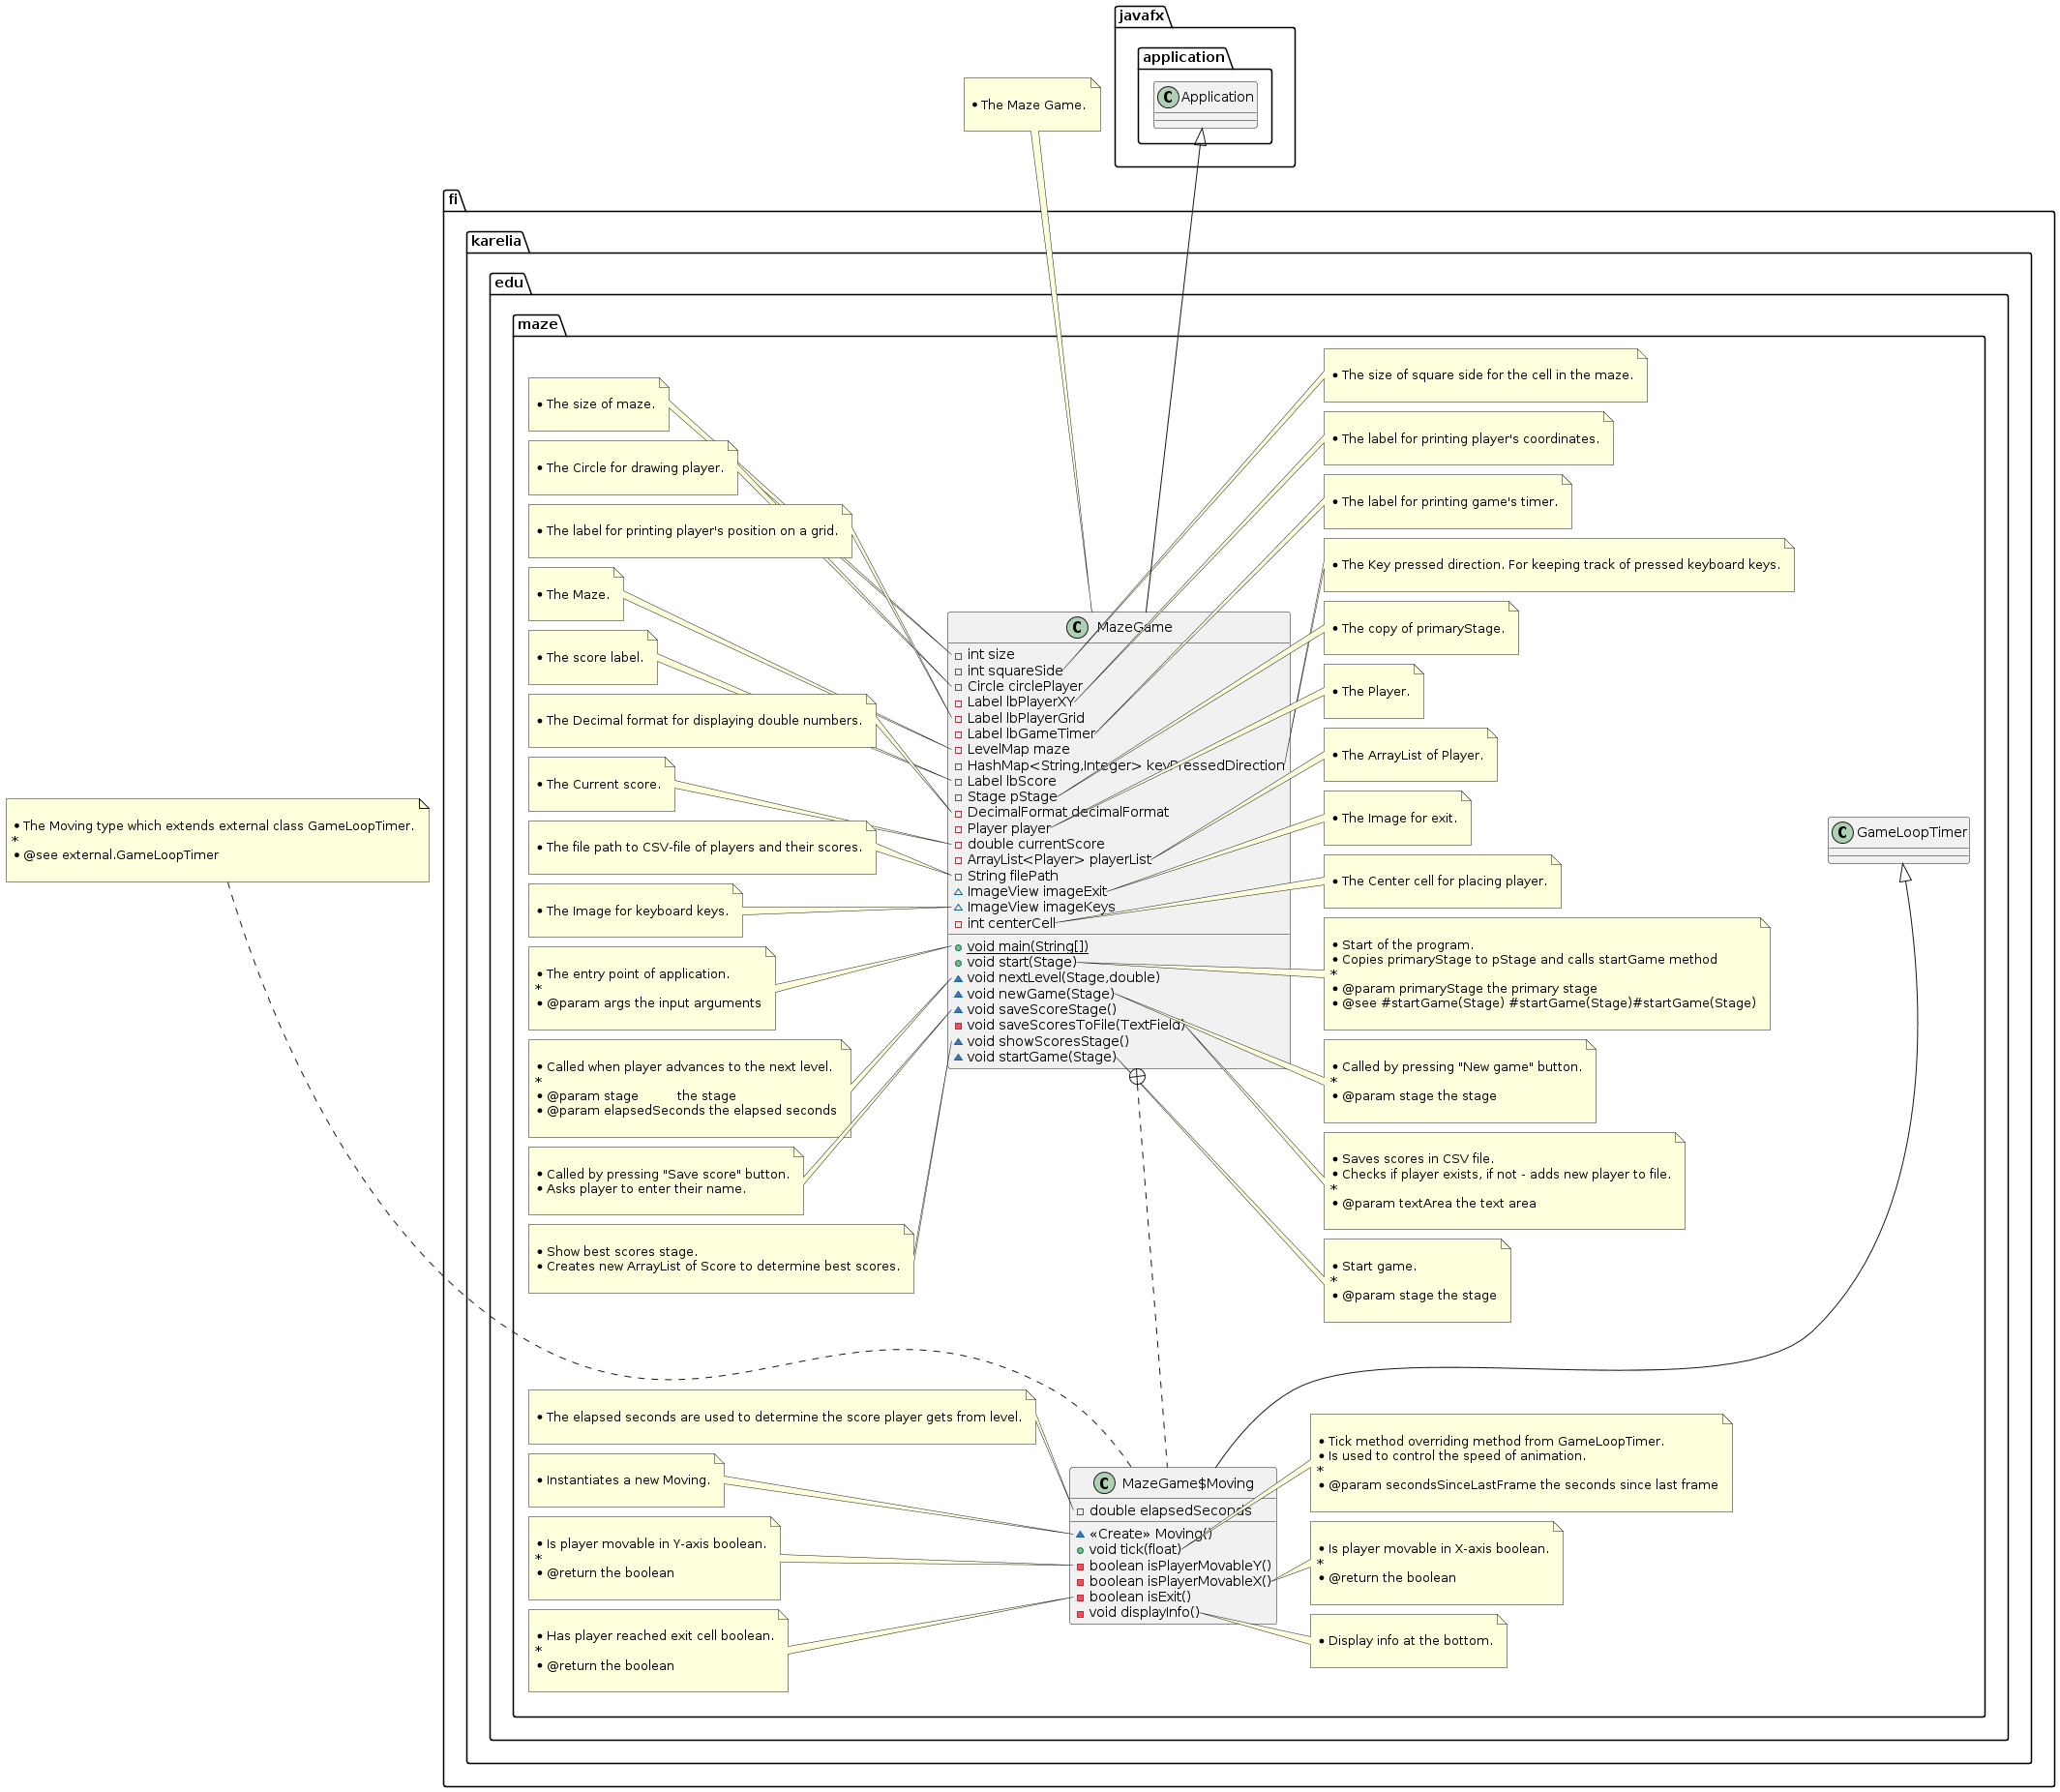 javafx
application
C Application
• The Maze Game.
fi
karelia
edu
maze
• The size of maze.
• The Circle for drawing player.
• The label for printing player's position on a grid.
• The Maze.
• The score label.
• The Decimal format for displaying double numbers.
• The Current score.
• The file path to CSV-file of players and their scores.
• The Image for keyboard keys.
• The entry point of application.
*
• @param args the input arguments
• Called when player advances to the next level.
*
• @param stage the stage
• @param elapsedSeconds the elapsed seconds
• Called by pressing "Save score" button.
• Asks player to enter their name.
• Show best scores stage.
• Creates new ArrayList of Score to determine best scores.
C MazeGame
int size
int squareSide
Circle circlePlayer
Label lbPlayerXY
Label lbPlayerGrid
Label lbGameTimer
LevelMap maze
HashMap<String,Integer> keyPressedDirection
Label lbScore
Stage pStage
DecimalFormat decimalFormat
Player player
double currentScore
ArrayList<Player> playerList
String filePath
ImageView imageExit
ImageView imageKeys
int centerCell
void main(String[])
void start(Stage)
void nextLevel(Stage,double)
void newGame(Stage)
void saveScoreStage()
void saveScoresToFile(TextField)
void showScoresStage()
void startGame(Stage)
• The size of square side for the cell in the maze.
• The label for printing player's coordinates.
• The label for printing game's timer.
• The Key pressed direction. For keeping track of pressed keyboard keys.
• The copy of primaryStage.
• The Player.
• The ArrayList of Player.
• The Image for exit.
• The Center cell for placing player.
• Start of the program.
• Copies primaryStage to pStage and calls startGame method
*
• @param primaryStage the primary stage
• @see #startGame(Stage) #startGame(Stage)#startGame(Stage)
• Called by pressing "New game" button.
*
• @param stage the stage
• Saves scores in CSV file.
• Checks if player exists, if not - adds new player to file.
*
• @param textArea the text area
• Start game.
*
• @param stage the stage
C GameLoopTimer
• The Moving type which extends external class GameLoopTimer.
*
• @see external.GameLoopTimer
• The elapsed seconds are used to determine the score player gets from level.
• Instantiates a new Moving.
• Is player movable in Y-axis boolean.
*
• @return the boolean
• Has player reached exit cell boolean.
*
• @return the boolean
C MazeGame$Moving
double elapsedSeconds
«Create» Moving()
void tick(float)
boolean isPlayerMovableY()
boolean isPlayerMovableX()
boolean isExit()
void displayInfo()
• Tick method overriding method from GameLoopTimer.
• Is used to control the speed of animation.
*
• @param secondsSinceLastFrame the seconds since last frame
• Is player movable in X-axis boolean.
*
• @return the boolean
• Display info at the bottom.